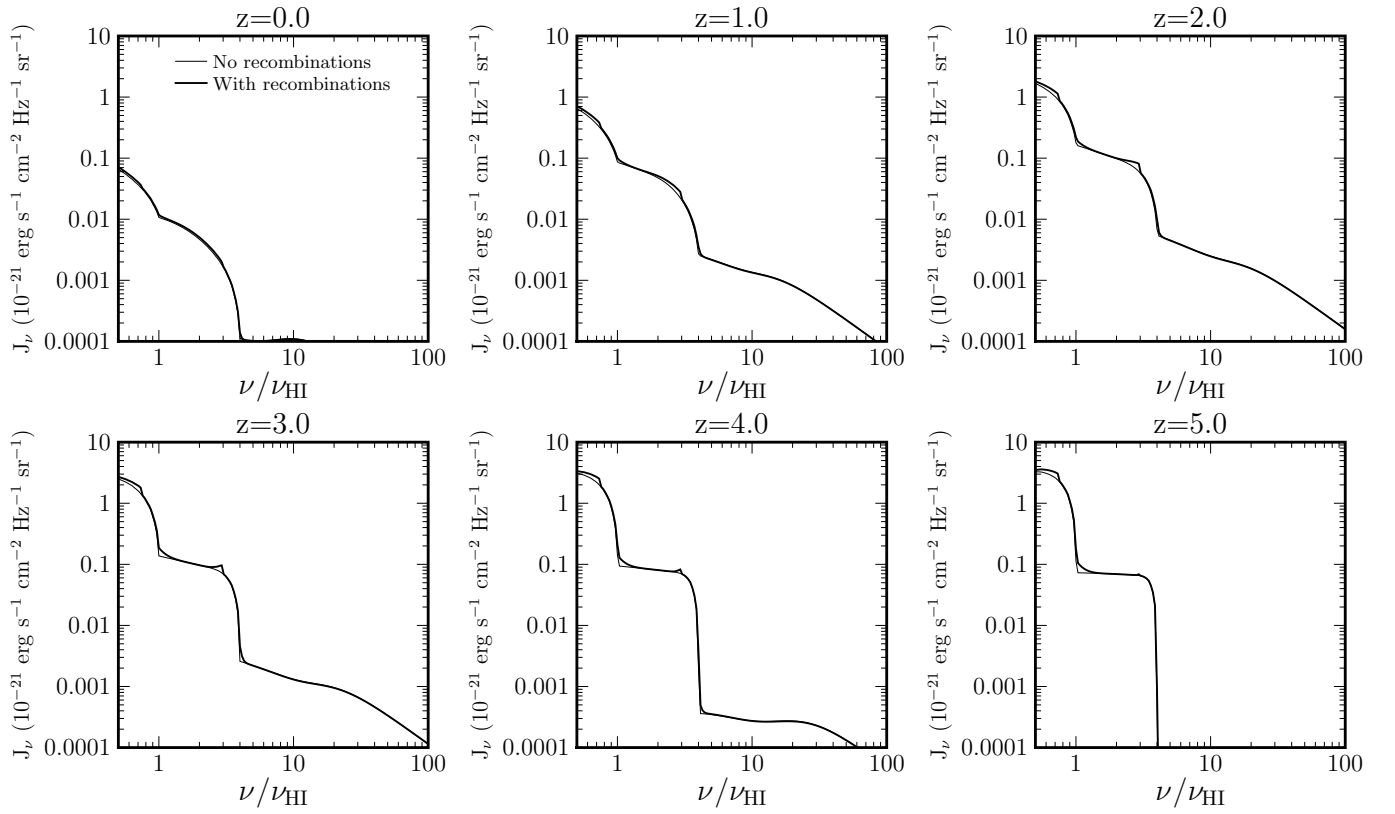 z=0.0
J_ν (10⁻²¹ erg s⁻¹ cm⁻² Hz⁻¹ sr⁻¹)
10
1
0.1
0.01
0.001
0.0001
No recombinations
With recombinations
1 10 100
ν/ν_HI
z=1.0
J_ν (10⁻²¹ erg s⁻¹ cm⁻² Hz⁻¹ sr⁻¹)
10
1
0.1
0.01
0.001
0.0001
1 10 100
ν/ν_HI
z=2.0
J_ν (10⁻²¹ erg s⁻¹ cm⁻² Hz⁻¹ sr⁻¹)
10
1
0.1
0.01
0.001
0.0001
1 10 100
ν/ν_HI
z=3.0
J_ν (10⁻²¹ erg s⁻¹ cm⁻² Hz⁻¹ sr⁻¹)
10
1
0.1
0.01
0.001
0.0001
1 10 100
ν/ν_HI
z=4.0
J_ν (10⁻²¹ erg s⁻¹ cm⁻² Hz⁻¹ sr⁻¹)
10
1
0.1
0.01
0.001
0.0001
1 10 100
ν/ν_HI
z=5.0
J_ν (10⁻²¹ erg s⁻¹ cm⁻² Hz⁻¹ sr⁻¹)
10
1
0.1
0.01
0.001
0.0001
1 10 100
ν/ν_HI